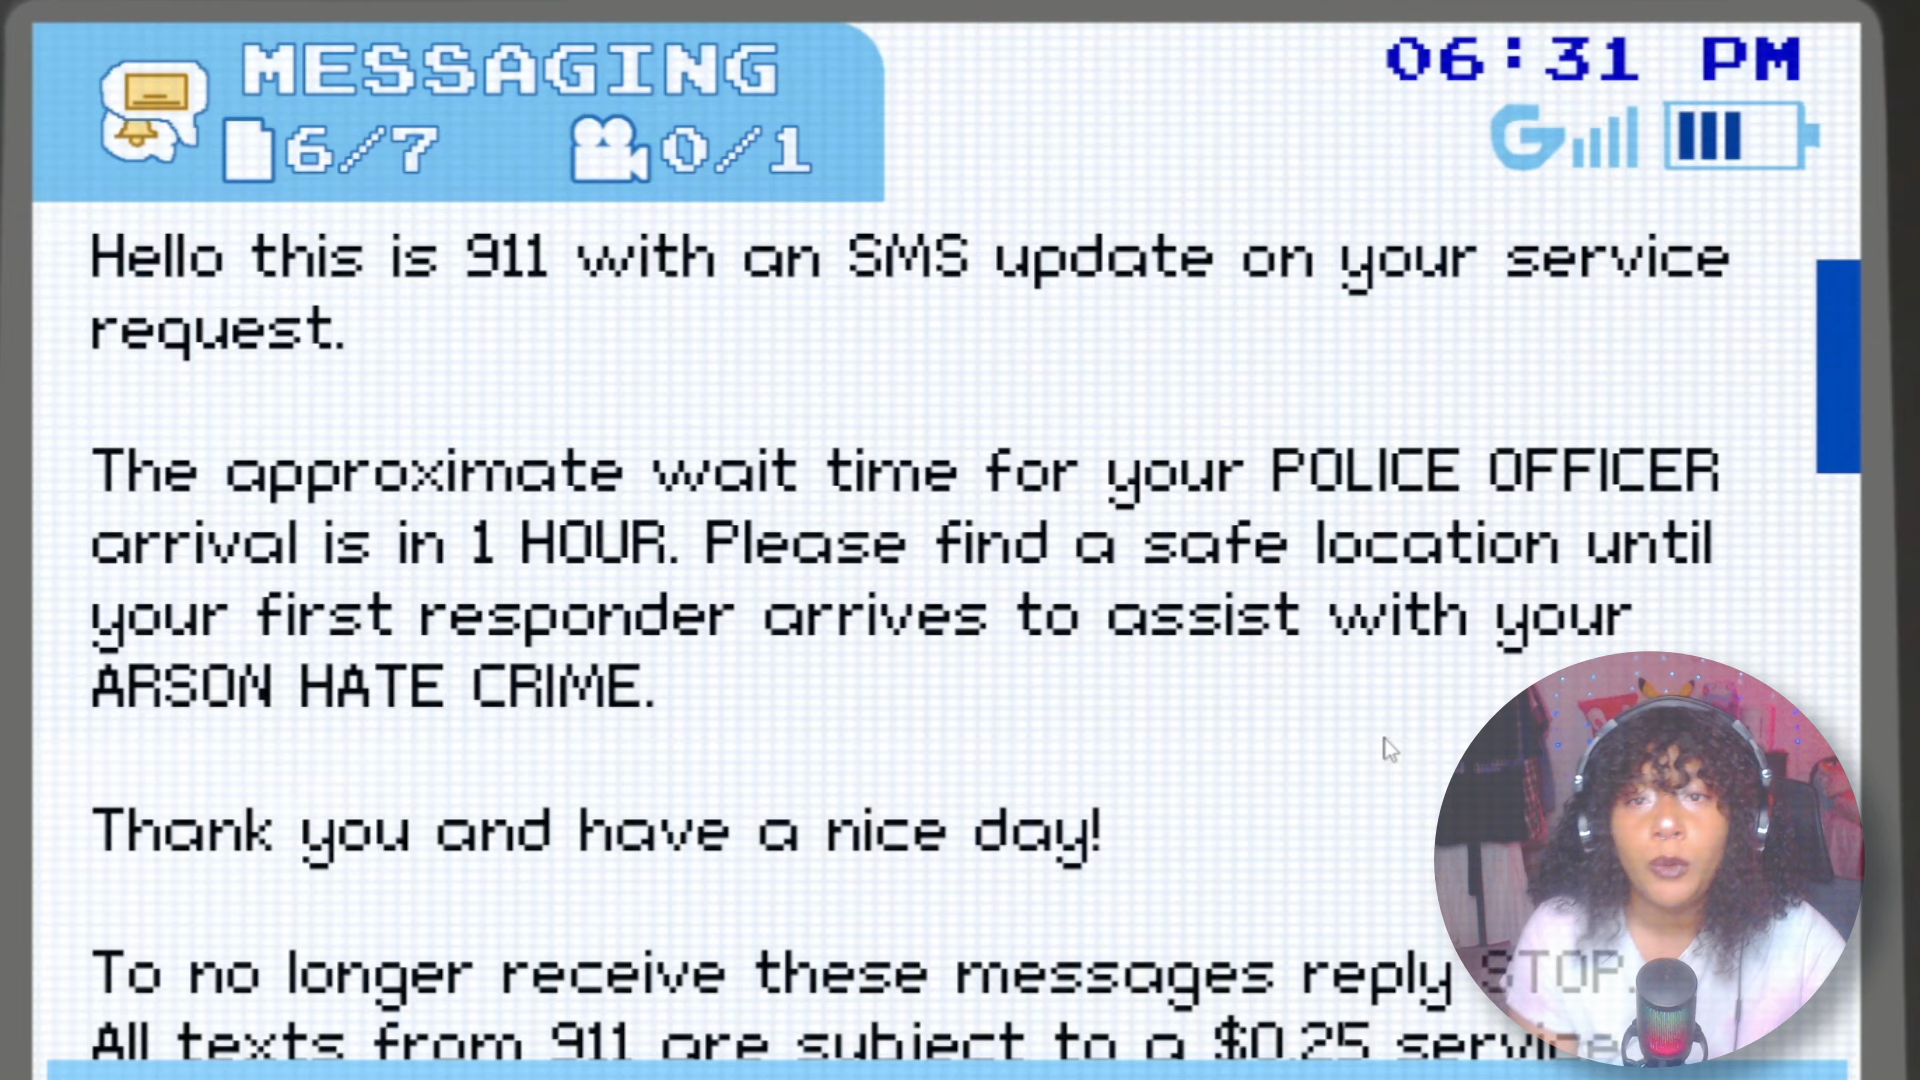 MESSAGING
6/7 0/1
06:31 PM
G
Hello this is 911 with an SMS update on your service
request.
The approximate wait time for your POLICE OFFICER
arrival is in 1 HOUR. Please find a safe location until
your first responder arrives to assist with your
ARSON HATE CRIME.
Thank you and have a nice day!
To no longer receive these messages reply STOP.
All texts from 911 are subject to a $0.25 service